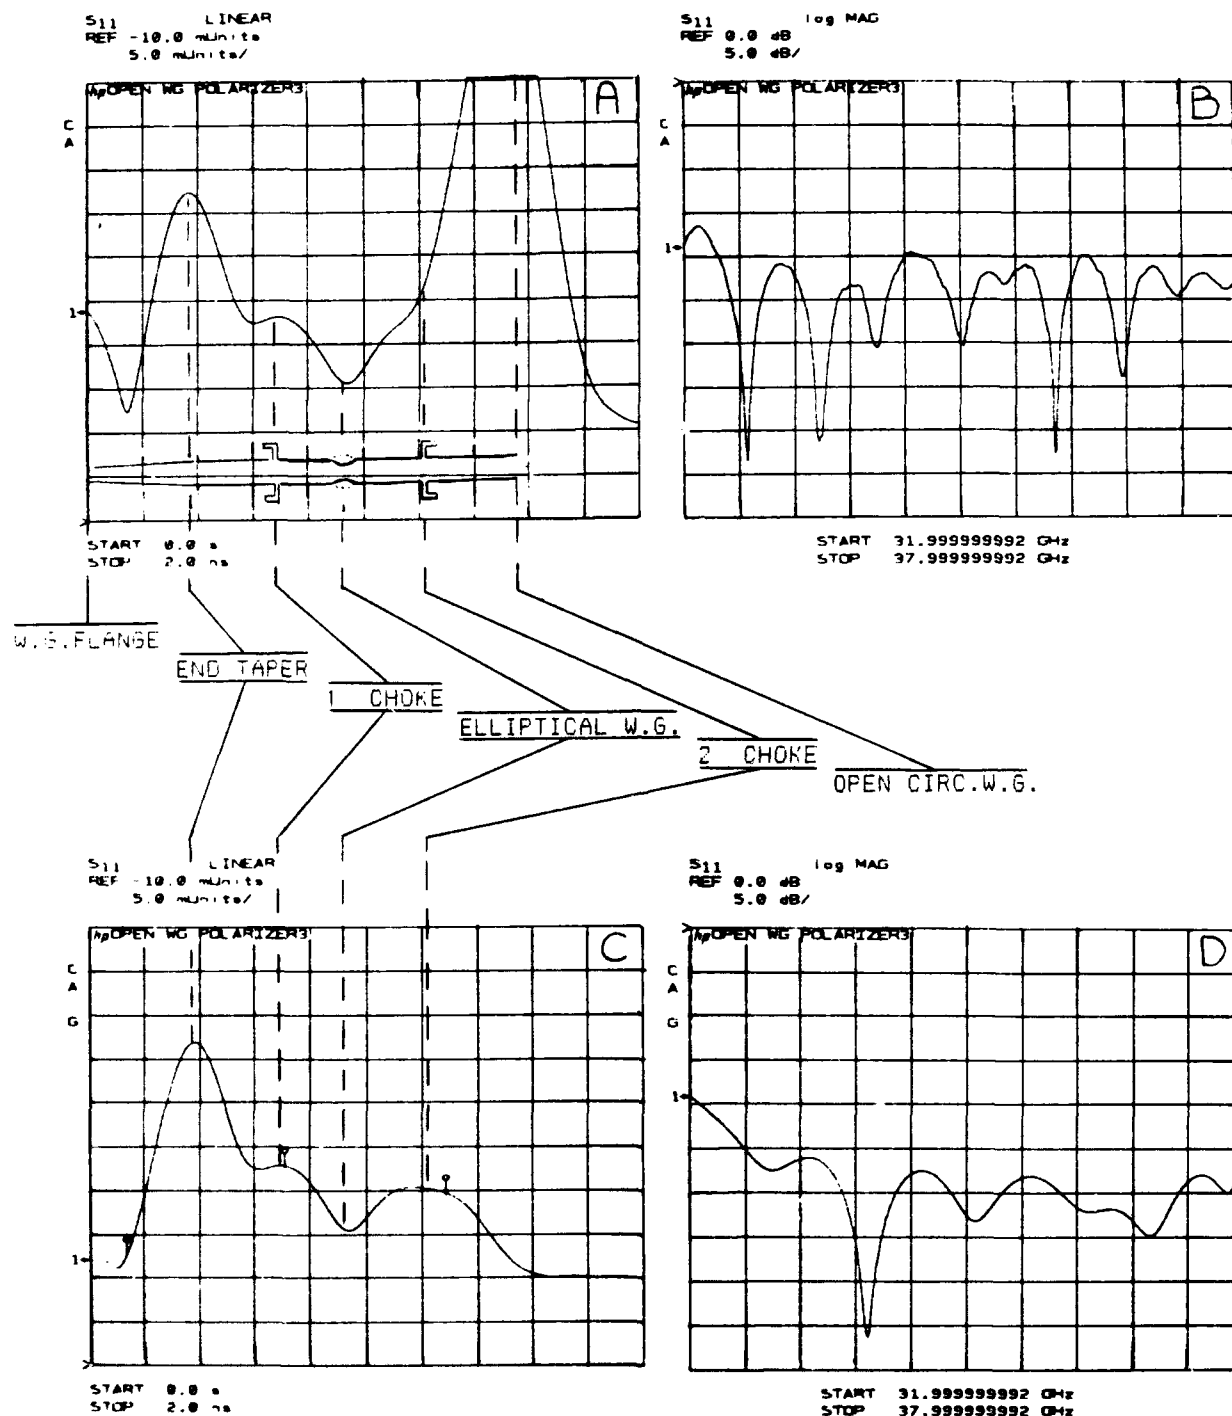 S11 LINEAR
REF -10.0 mUnits
5.0 mUnits/
hp OPEN WG POLARIZER3
A
C
A
1
START 0.0 s
STOP 2.0 ns
S11 log MAG
REF 0.0 dB
5.0 dB/
hp OPEN WG POLARIZER3
B
C
A
1
START 31.999999992 GHz
STOP 37.999999992 GHz
W.G.FLANGE
END TAPER
1 CHOKE
ELLIPTICAL W.G.
2 CHOKE
OPEN CIRC.W.G.
S11 LINEAR
REF -10.0 mUnits
5.0 mUnits/
hp OPEN WG POLARIZER3
C
C
A
G
1
START 0.0 s
STOP 2.0 ns
S11 log MAG
REF 0.0 dB
5.0 dB/
hp OPEN WG POLARIZER3
D
C
A
G
1
START 31.999999992 GHz
STOP 37.999999992 GHz